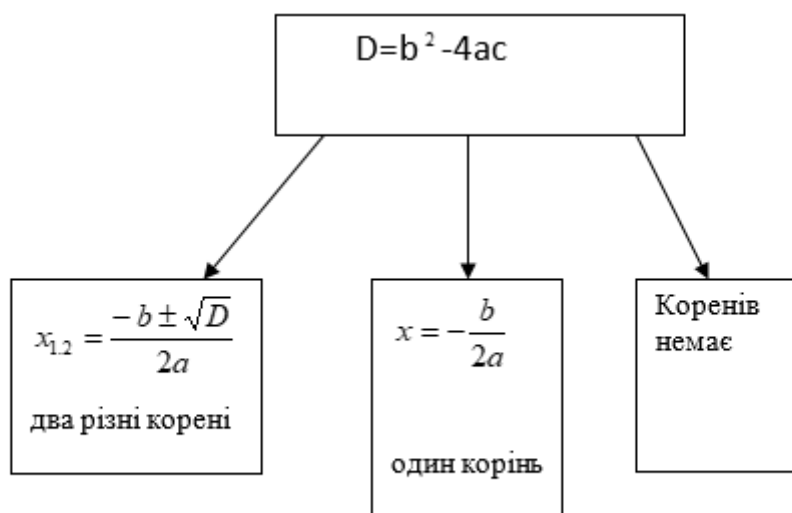 D=b²-4ac
x₁.₂ = (-b ± √D) / 2a
два різні корені
x = -b/2a
один корінь
Коренів
немає